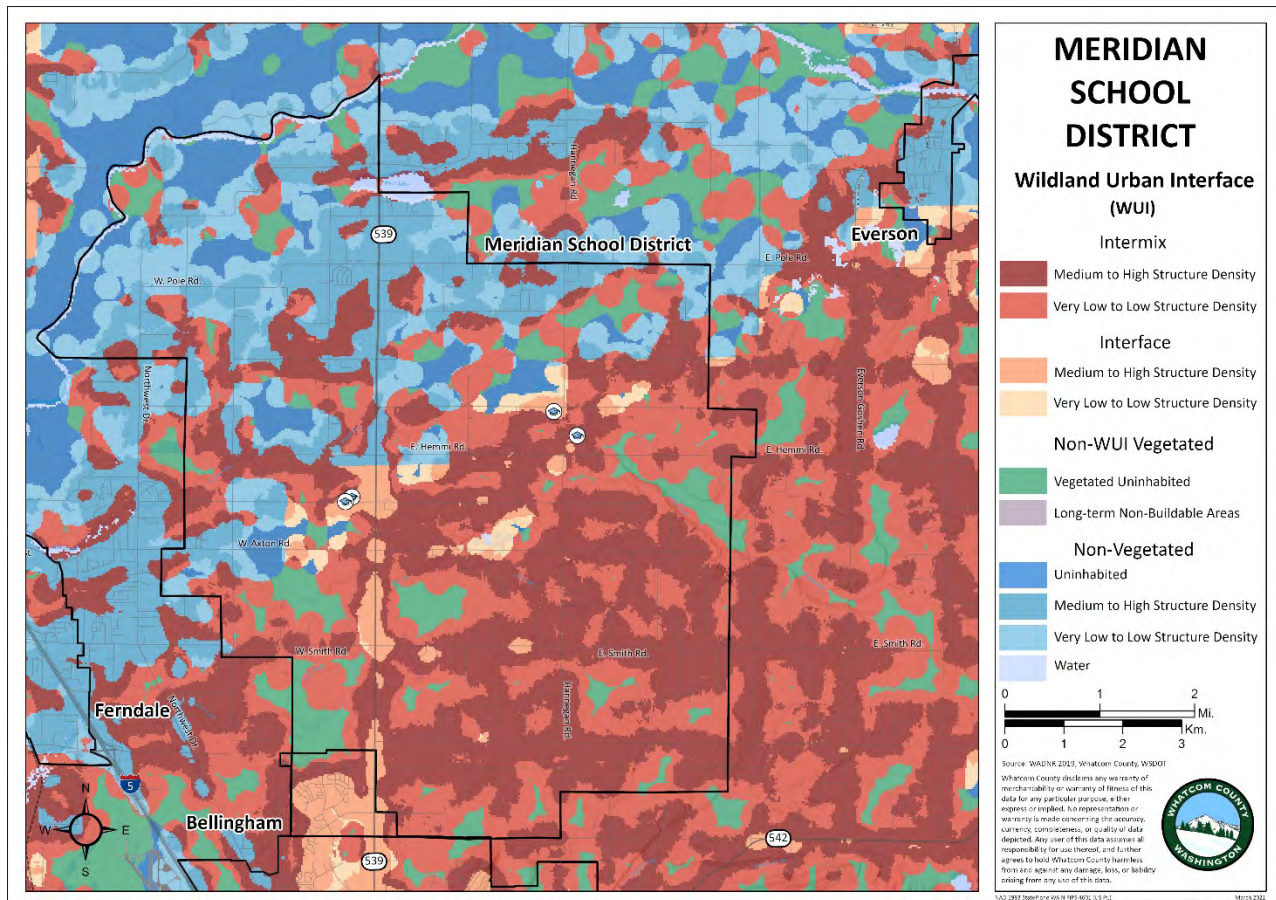 MERIDIAN
SCHOOL
DISTRICT
Wildland Urban Interface
(WUI)
Intermix
Medium to High Structure Density
Very Low to Low Structure Density
Interface
Medium to High Structure Density
Very Low to Low Structure Density
Non-WUI Vegetated
Vegetated Uninhabited
Long-term Non-Buildable Areas
Non-Vegetated
Uninhabited
Medium to High Structure Density
Very Low to Low Structure Density
Water
0 1 2
Mi.
Km.
0 1 2 3
Source: WADNR 2019, Whatcom County, WSDOT
Whatcom County disclaims any warranty of
merchantability or warranty of fitness of this
data for any particular purpose, either
express or implied. No representation or
warranty is made concerning the accuracy,
currency, completeness, or quality of data
depicted. Any user of this data assumes all
responsibility for use thereof, and further
agrees to hold Whatcom County harmless
from and against any damage, loss, or liability
arising from any use of this data.
WHATCOM COUNTY
WASHINGTON
March 2021
Hannegan Rd.
539
Meridian School District
Everson
E. Pole Rd.
W. Pole Rd.
Northwest Dr.
Everson Goshen Rd.
E. Hemmi Rd.
E. Hemmi Rd.
W. Axton Rd.
W. Smith Rd.
E. Smith Rd.
E. Smith Rd.
Hannegan Rd.
Ferndale
Northwest Dr.
5
Bellingham
N
W E
S
539
542